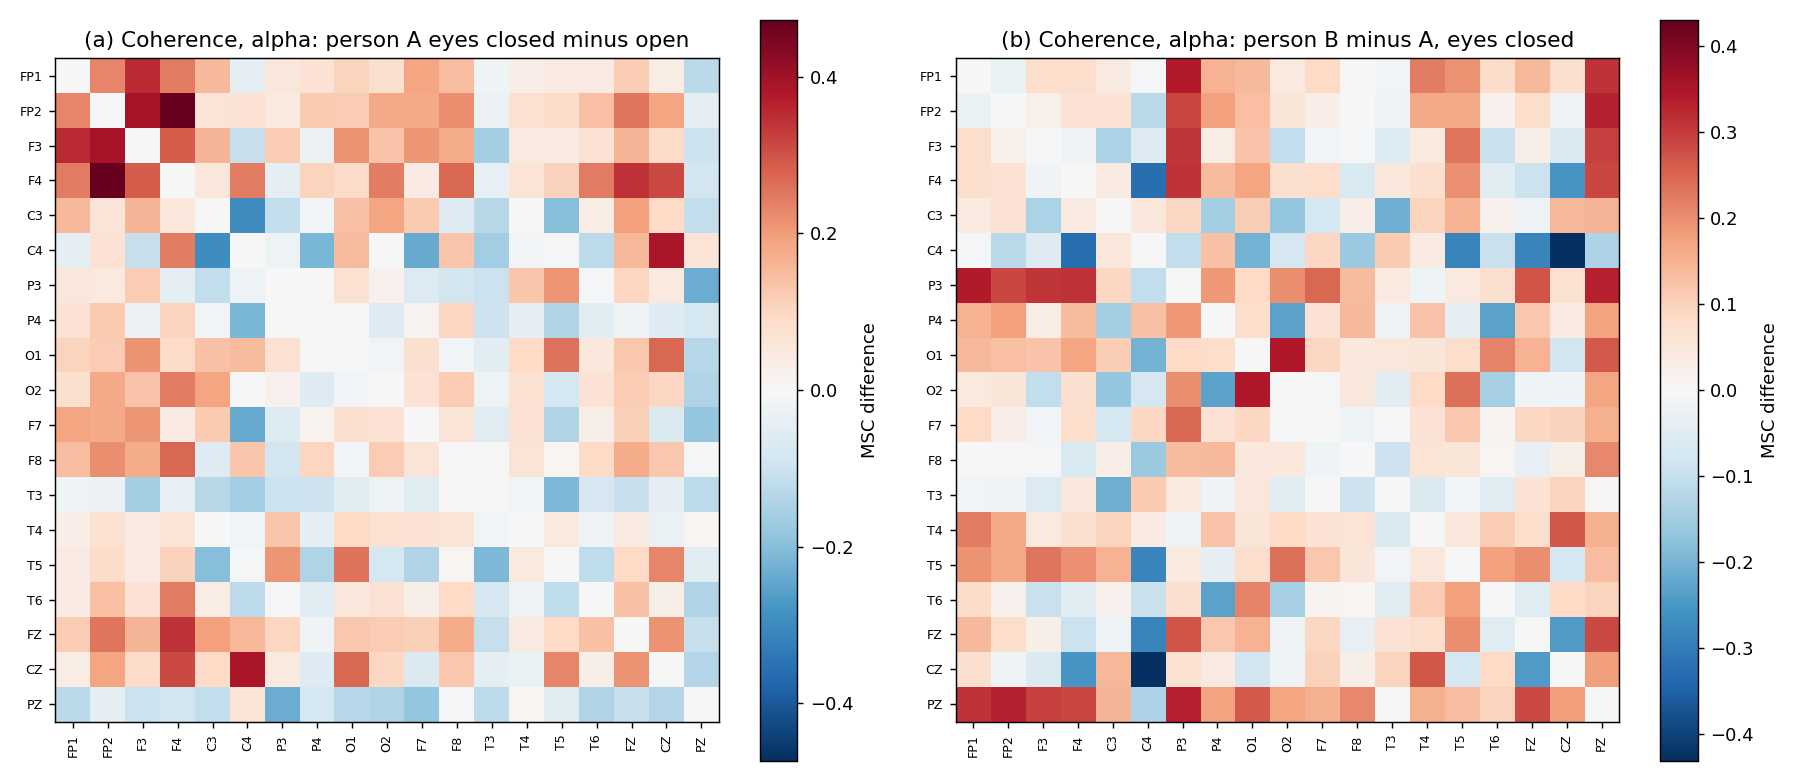 (a) Coherence, alpha: person A eyes closed minus open
FP1
FP2
F3
F4
C3
C4
P3
P4
O1
O2
F7
F8
T3
T4
T5
T6
FZ
CZ
PZ
FP1
FP2
F3
F4
C3
C4
P3
P4
O1
O2
F7
F8
T3
T4
T5
T6
FZ
CZ
PZ
0.4
0.2
0.0
−0.2
−0.4
MSC difference
(b) Coherence, alpha: person B minus A, eyes closed
FP1
FP2
F3
F4
C3
C4
P3
P4
O1
O2
F7
F8
T3
T4
T5
T6
FZ
CZ
PZ
FP1
FP2
F3
F4
C3
C4
P3
P4
O1
O2
F7
F8
T3
T4
T5
T6
FZ
CZ
PZ
0.4
0.3
0.2
0.1
0.0
−0.1
−0.2
−0.3
−0.4
MSC difference